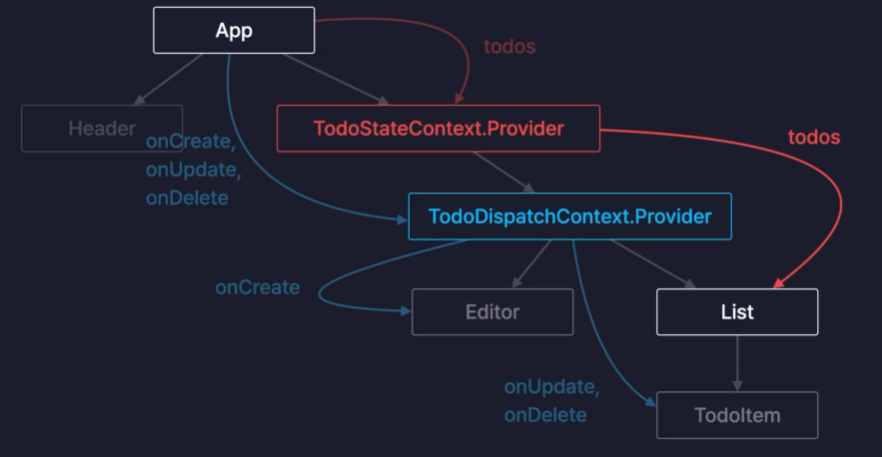 App
todos
Header
TodoStateContext.Provider
todos
onCreate,
onUpdate,
onDelete
TodoDispatchContext.Provider
onCreate
Editor
List
onUpdate,
onDelete
TodoItem